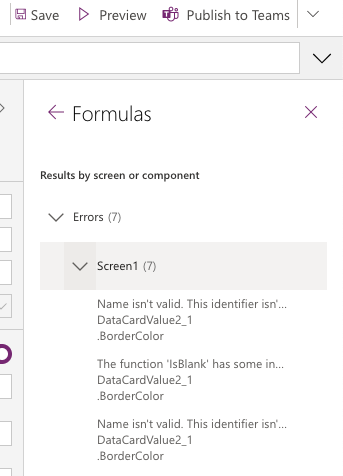 Save Preview Publish to Teams
Formulas
Results by screen or component
Errors (7)
Screen1 (7)
Name isn't valid. This identifier isn'...
DataCardValue2_1
.BorderColor
The function 'IsBlank' has some in...
DataCardValue2_1
.BorderColor
Name isn't valid. This identifier isn'...
DataCardValue2_1
.BorderColor